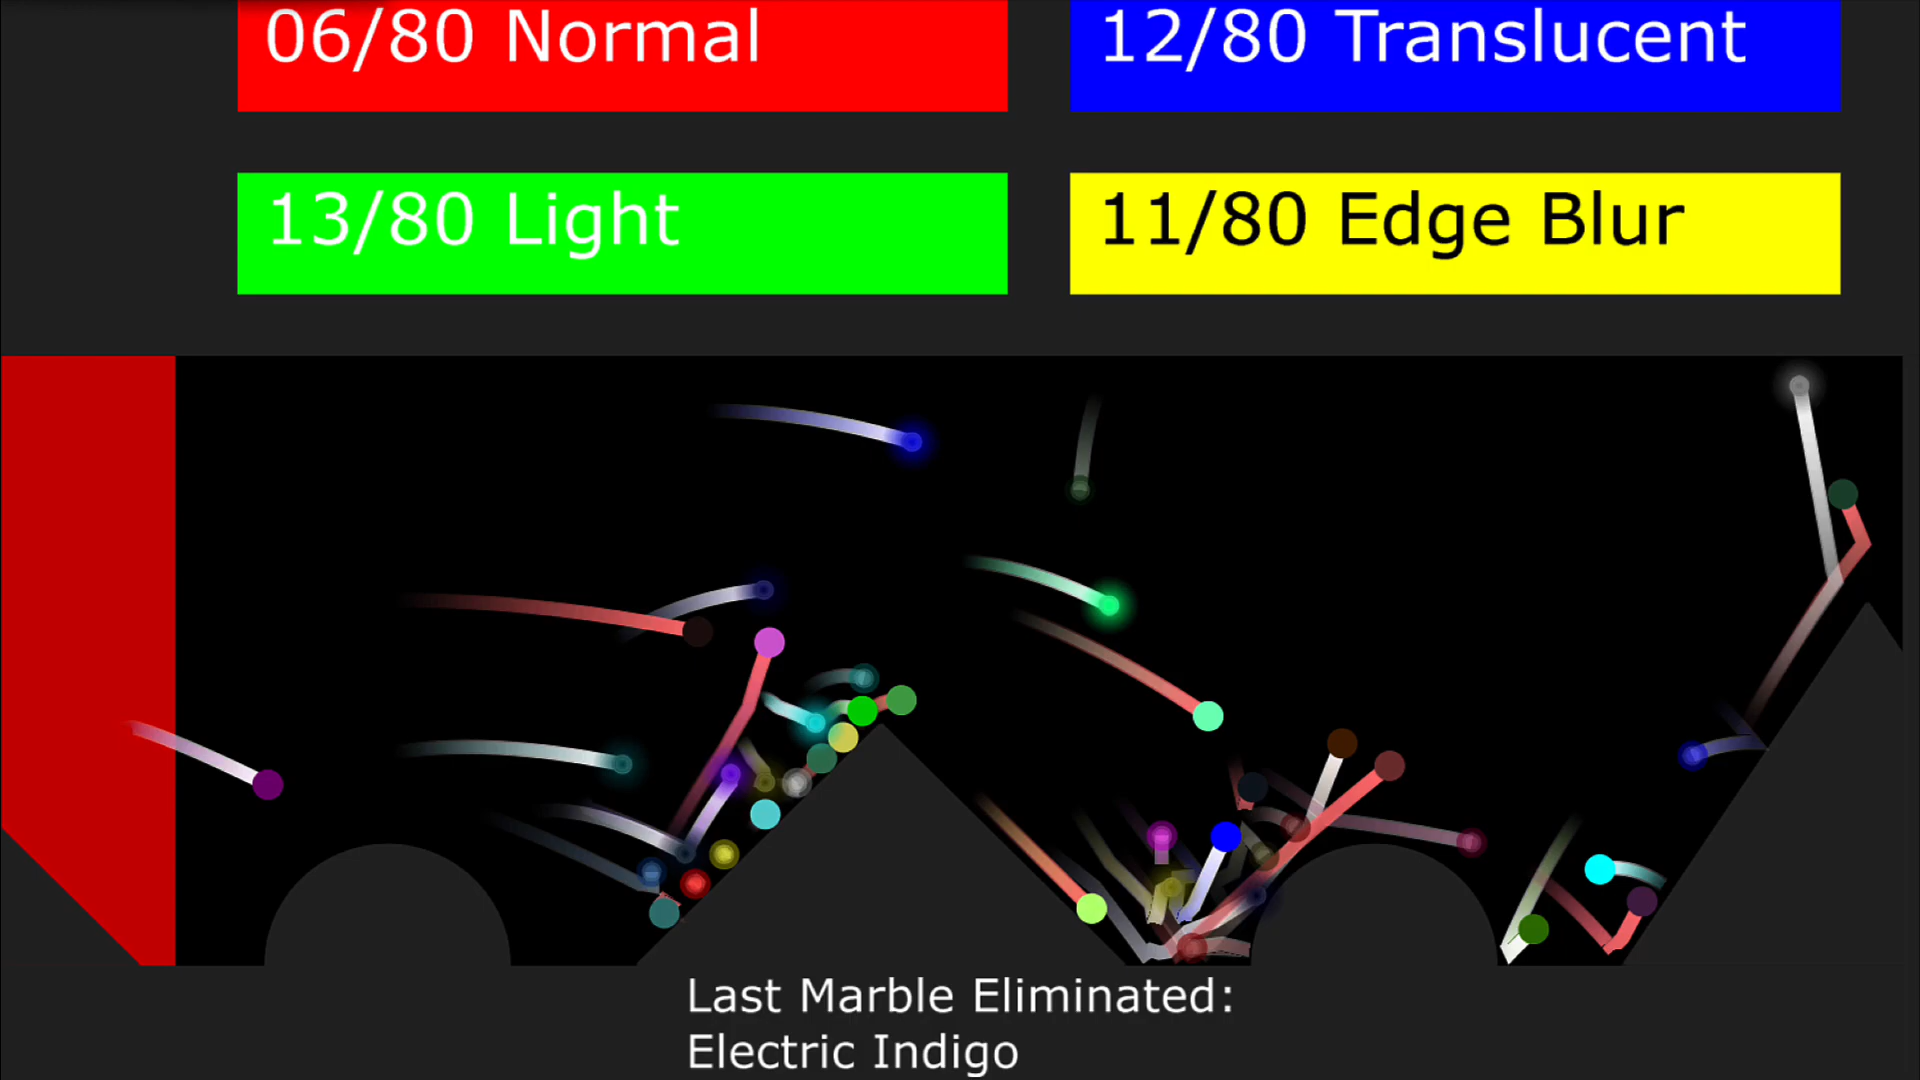 06/80 Normal
12/80 Translucent
13/80 Light
11/80 Edge Blur
Last Marble Eliminated:
Electric Indigo